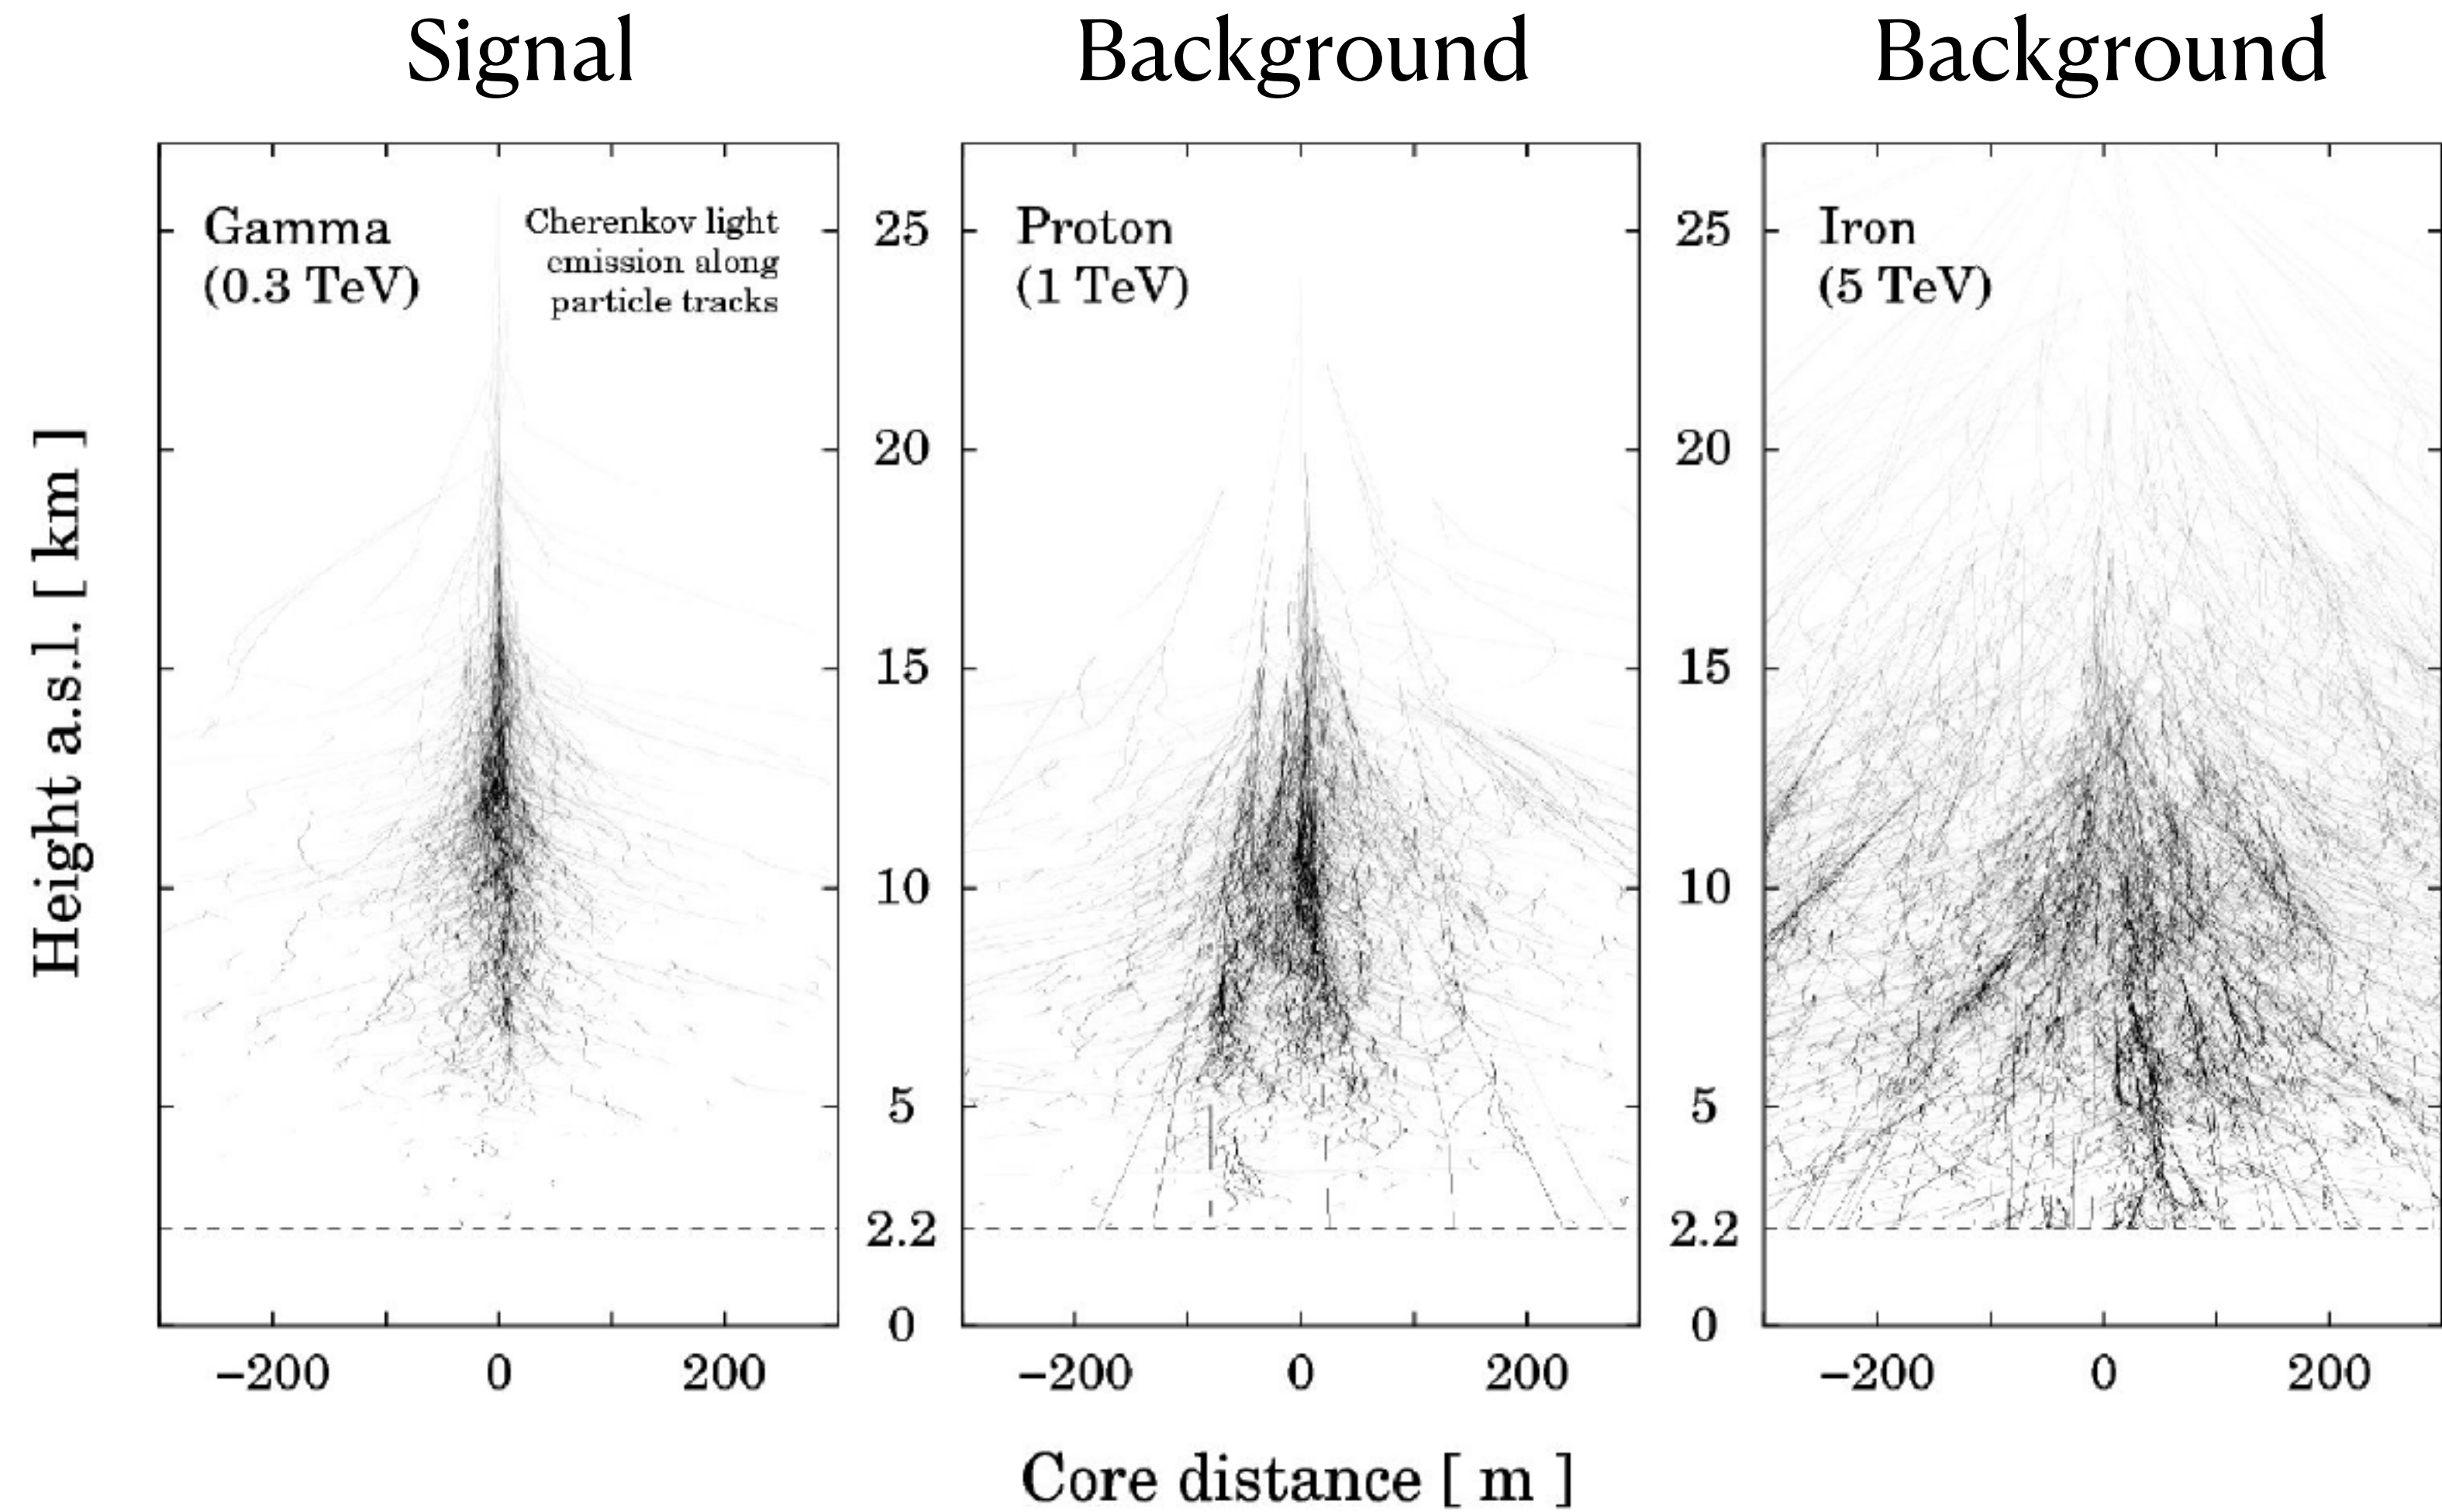 Signal
Background
Background
Gamma
(0.3 TeV)
Cherenkov light
emission along
particle tracks
Proton
(1 TeV)
Iron
(5 TeV)
Height a.s.l. [ km ]
25
20
15
10
5
2.2
0
25
20
15
10
5
2.2
0
−200 0 200
−200 0 200
−200 0 200
Core distance [ m ]